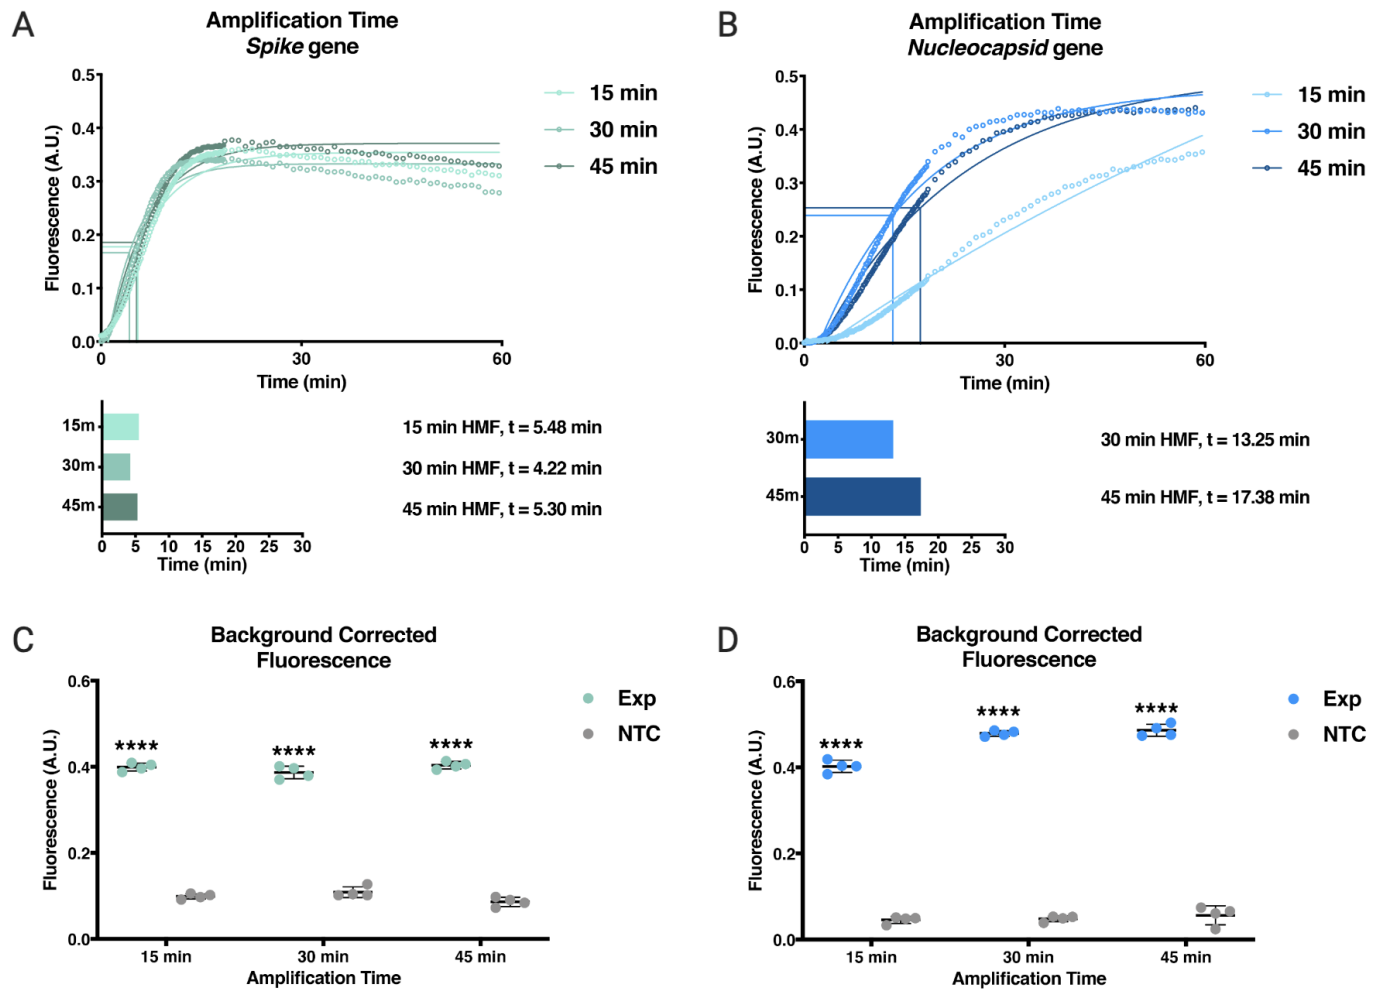 A
Amplification Time
Spike gene
0.5
0.4
0.3
0.2
0.1
0.0
Fluorescence (A.U.)
0
30
60
Time (min)
15 min
30 min
45 min
15m
30m
45m
0 5 10 15 20 25 30
Time (min)
15 min HMF, t = 5.48 min
30 min HMF, t = 4.22 min
45 min HMF, t = 5.30 min
B
Amplification Time
Nucleocapsid gene
0.5
0.4
0.3
0.2
0.1
0.0
Fluorescence (A.U.)
0
30
60
Time (min)
15 min
30 min
45 min
30m
45m
0 5 10 15 20 25 30
Time (min)
30 min HMF, t = 13.25 min
45 min HMF, t = 17.38 min
C
Background Corrected
Fluorescence
0.6
0.4
0.2
0.0
Fluorescence (A.U.)
****
****
****
Exp
NTC
15 min
30 min
45 min
Amplification Time
D
Background Corrected
Fluorescence
0.6
0.4
0.2
0.0
Fluorescence (A.U.)
****
****
****
Exp
NTC
15 min
30 min
45 min
Amplification Time